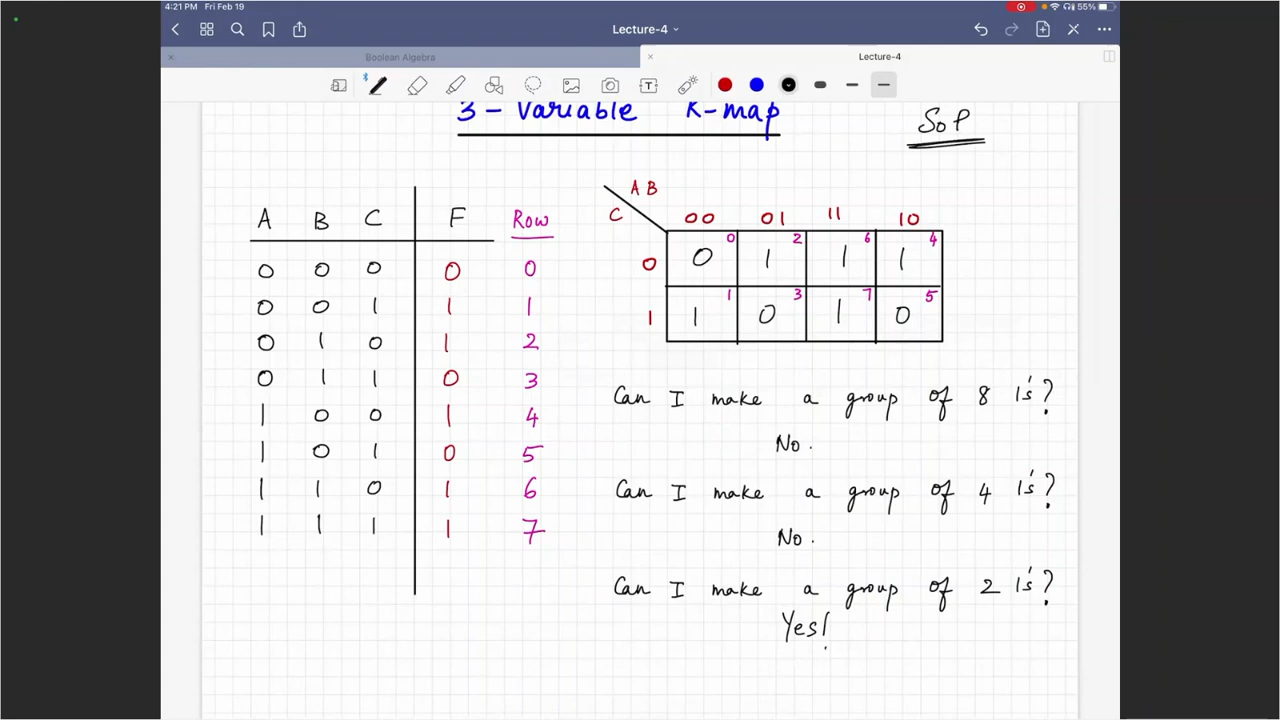 4:21 PM Fri Feb 19
55%
Lecture-4
Boolean Algebra
Lecture-4
3 - Variable K-map
SoP
A B C F Row
0 0 0 0 0
0 0 1 1 1
0 1 0 1 2
0 1 1 0 3
1 0 0 1 4
1 0 1 0 5
1 1 0 1 6
1 1 1 1 7
A B
C
00 01 11 10
0 2 6 4
0 0 1 1 1
1 3 7 5
1 1 0 1 0
Can I make a group of 8 1's?
No.
Can I make a group of 4 1's?
No.
Can I make a group of 2 1's?
Yes!